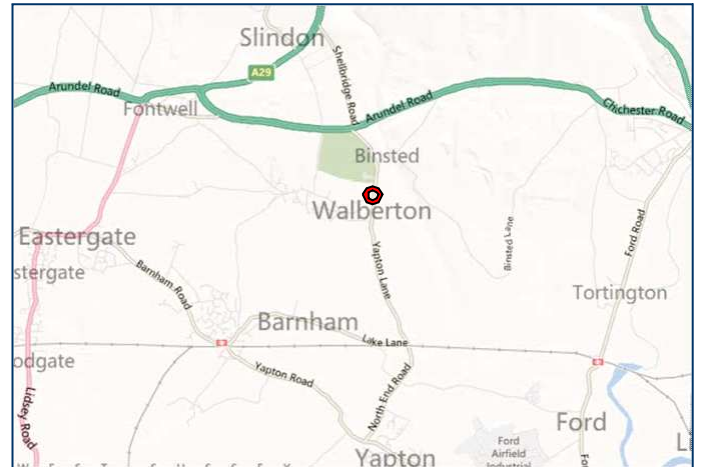 Slindon
A29
Shellbridge Road
Arundel Road
Fontwell
Arundel Road
Chichester Road
Binsted
Walberton
Eastergate
stergate
Barnham Road
Yapton Lane
Binsted Lane
Ford Road
Tortington
Barnham
Lake Lane
odgate
Yapton Road
North End Road
Lidsey Road
Ford
Ford
Airfield
Industrial
Yapton